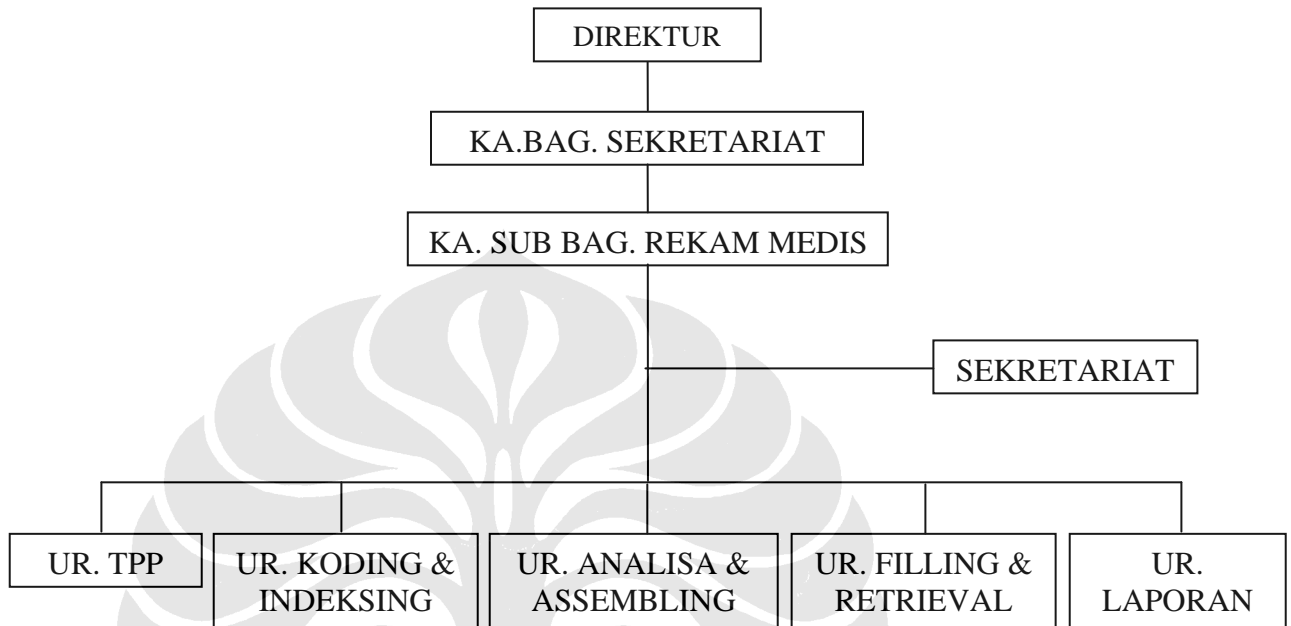 DIREKTUR
KA.BAG. SEKRETARIAT
KA. SUB BAG. REKAM MEDIS
SEKRETARIAT
UR. TPP
UR. KODING &
INDEKSING
UR. ANALISA &
ASSEMBLING
UR. FILLING &
RETRIEVAL
UR.
LAPORAN